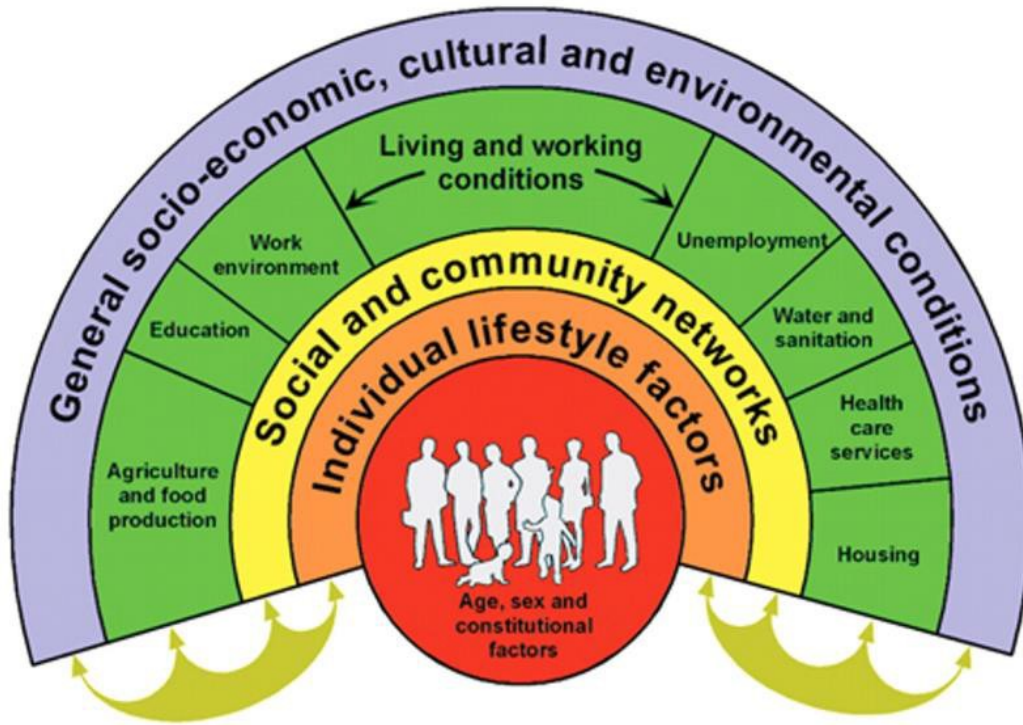 General socio-economic, cultural and environmental conditions
Living and working
conditions
Work
environment
Education
Agriculture
and food
production
Unemployment
Water and
sanitation
Health
care
services
Housing
Social and community networks
Individual lifestyle factors
Age, sex and
constitutional
factors